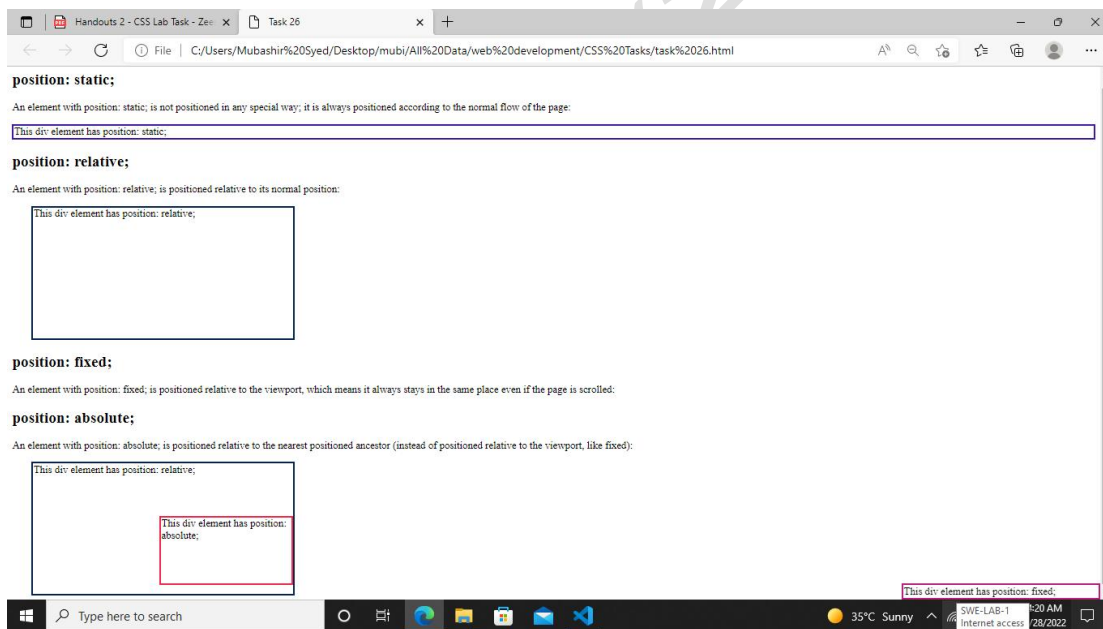 Handouts 2 - CSS Lab Task - Zee
Task 26
File | C:/Users/Mubashir%20Syed/Desktop/mubi/All%20Data/web%20development/CSS%20Tasks/task%2026.html
position: static;
An element with position: static; is not positioned in any special way; it is always positioned according to the normal flow of the page:
This div element has position: static;
position: relative;
An element with position: relative; is positioned relative to its normal position:
This div element has position: relative;
position: fixed;
An element with position: fixed; is positioned relative to the viewport, which means it always stays in the same place even if the page is scrolled:
position: absolute;
An element with position: absolute; is positioned relative to the nearest positioned ancestor (instead of positioned relative to the viewport, like fixed):
This div element has position: relative;
This div element has position:
absolute;
This div element has position: fixed;
Type here to search
35°C Sunny
SWE-LAB-1
Internet access
:20 AM
/28/2022